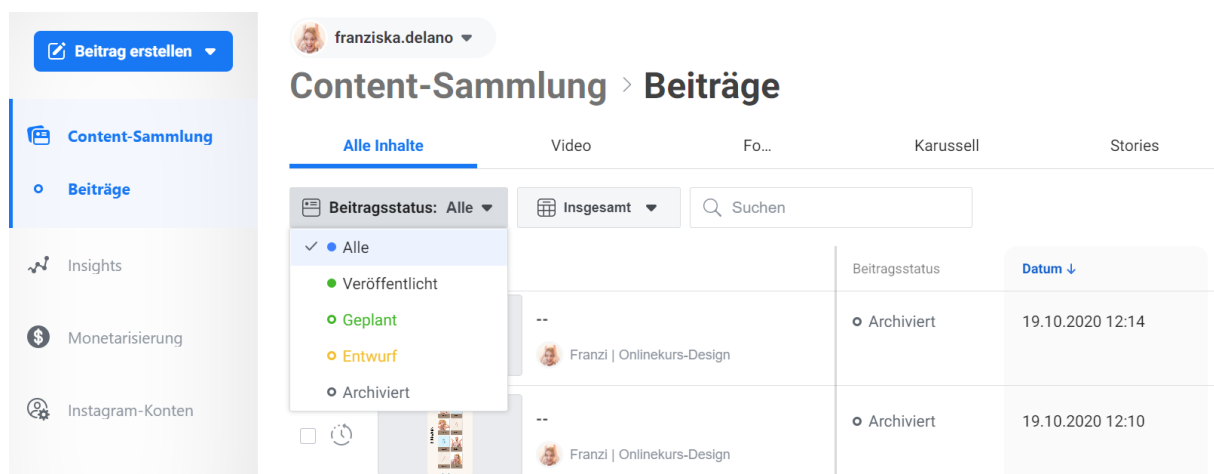 Beitrag erstellen
franziska.delano
Content-Sammlung > Beiträge
Content-Sammlung
Beiträge
Insights
Monetarisierung
Instagram-Konten
Alle Inhalte
Video
Fo...
Karussell
Stories
Beitragsstatus: Alle
Insgesamt
Suchen
Alle
Veröffentlicht
Geplant
Entwurf
Archiviert
Beitragsstatus
Datum ↓
--
Franzi | Onlinekurs-Design
Archiviert
19.10.2020 12:14
--
Franzi | Onlinekurs-Design
Archiviert
19.10.2020 12:10